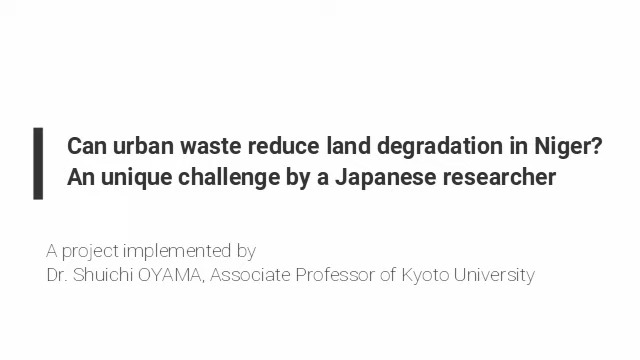 Can urban waste reduce land degradation in Niger?
An unique challenge by a Japanese researcher
A project implemented by
Dr. Shuichi OYAMA, Associate Professor of Kyoto University